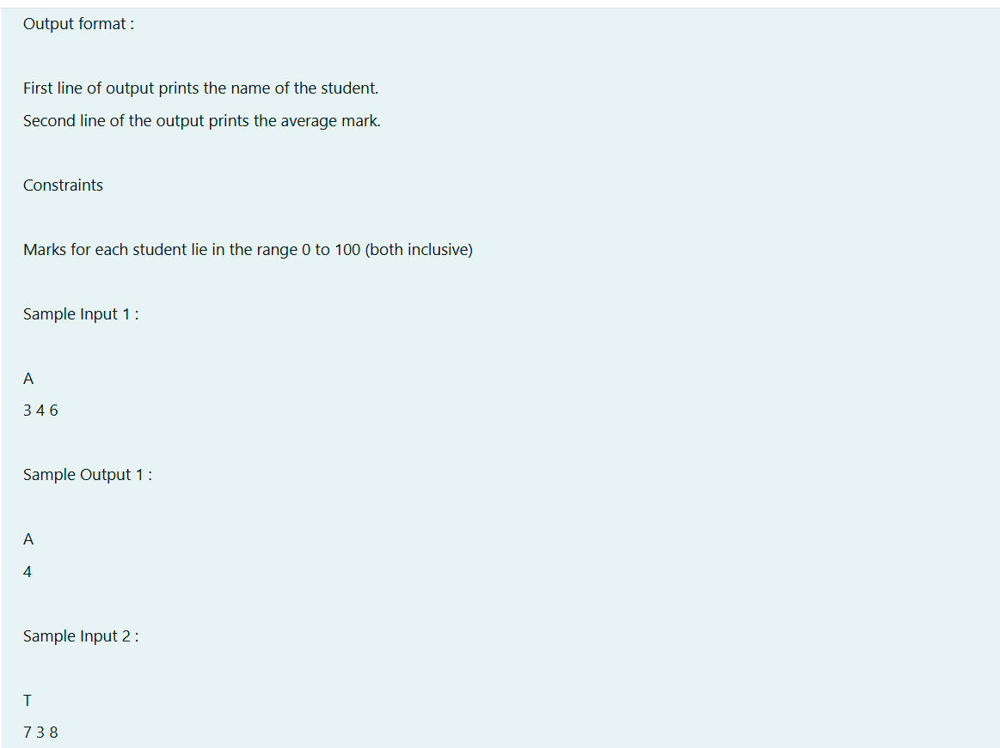 Output format :
First line of output prints the name of the student.
Second line of the output prints the average mark.
Constraints
Marks for each student lie in the range 0 to 100 (both inclusive)
Sample Input 1 :
A
3 4 6
Sample Output 1 :
A
4
Sample Input 2 :
T
7 3 8